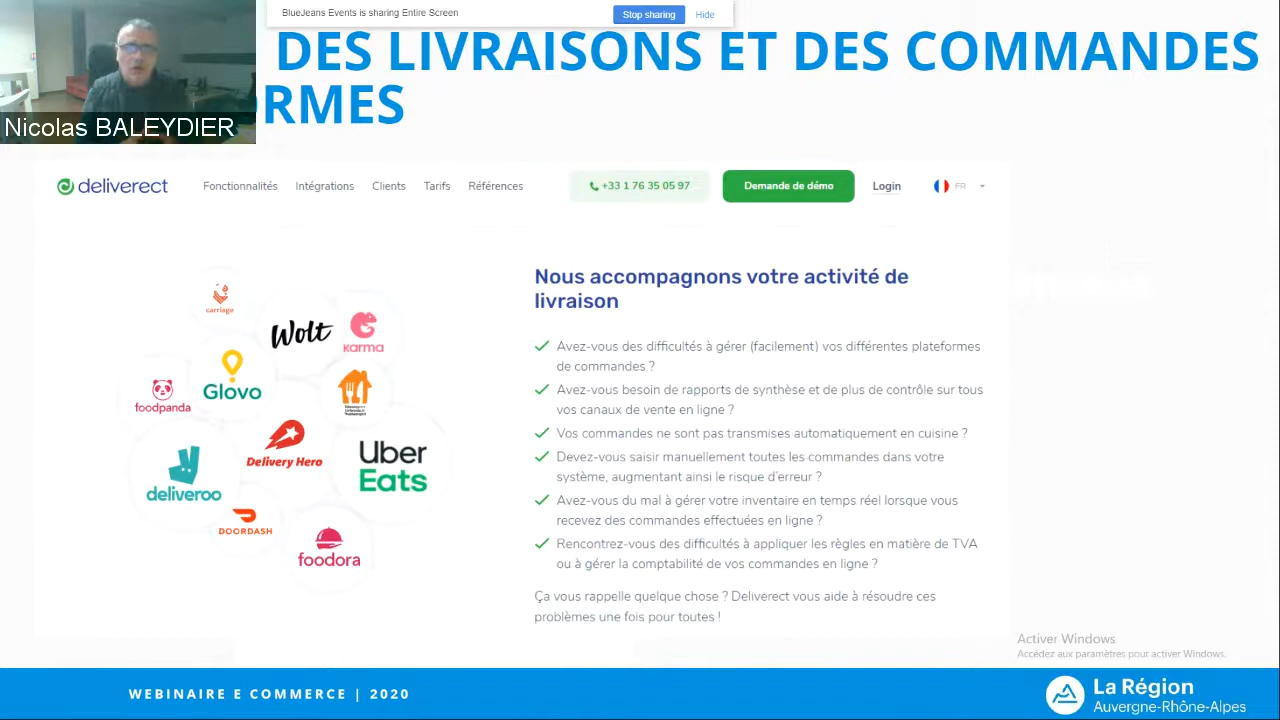 BlueJeans Events is sharing Entire Screen
Stop sharing
Hide
DES LIVRAISONS ET DES COMMANDES
RMES
Nicolas BALEYDIER
deliverect
Fonctionnalités
Intégrations
Clients
Tarifs
Références
+33 1 76 35 05 97
Demande de démo
Login
FR
Nous accompagnons votre activité de
livraison
carriage
Wolt
karma
Glovo
foodpanda
Delivery Hero
Uber
Eats
deliveroo
DOORDASH
foodora
Avez-vous des difficultés à gérer (facilement) vos différentes plateformes
de commandes ?
Avez-vous besoin de rapports de synthèse et de plus de contrôle sur tous
vos canaux de vente en ligne ?
Vos commandes ne sont pas transmises automatiquement en cuisine ?
Devez-vous saisir manuellement toutes les commandes dans votre
système, augmentant ainsi le risque d'erreur ?
Avez-vous du mal à gérer votre inventaire en temps réel lorsque vous
recevez des commandes effectuées en ligne ?
Rencontrez-vous des difficultés à appliquer les règles en matière de TVA
ou à gérer la comptabilité de vos commandes en ligne ?
Ça vous rappelle quelque chose ? Deliverect vous aide à résoudre ces
problèmes une fois pour toutes !
Activer Windows
Accédez aux paramètres pour activer Windows.
WEBINAIRE E COMMERCE | 2020
La Région
Auvergne-Rhône-Alpes